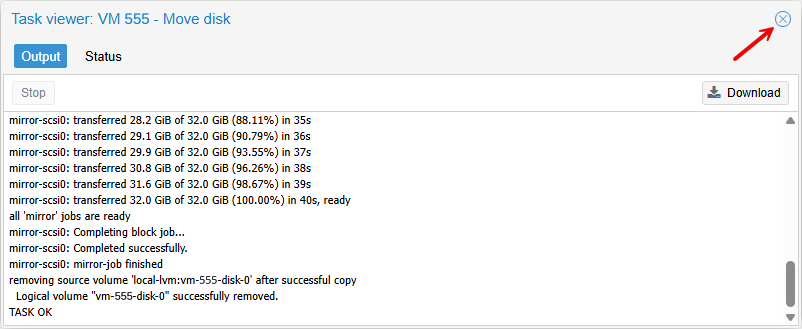 Task viewer: VM 555 - Move disk
Output Status
Stop Download
mirror-scsi0: transferred 28.2 GiB of 32.0 GiB (88.11%) in 35s
mirror-scsi0: transferred 29.1 GiB of 32.0 GiB (90.79%) in 36s
mirror-scsi0: transferred 29.9 GiB of 32.0 GiB (93.55%) in 37s
mirror-scsi0: transferred 30.8 GiB of 32.0 GiB (96.26%) in 38s
mirror-scsi0: transferred 31.6 GiB of 32.0 GiB (98.67%) in 39s
mirror-scsi0: transferred 32.0 GiB of 32.0 GiB (100.00%) in 40s, ready
all 'mirror' jobs are ready
mirror-scsi0: Completing block job...
mirror-scsi0: Completed successfully.
mirror-scsi0: mirror-job finished
removing source volume 'local-lvm:vm-555-disk-0' after successful copy
Logical volume "vm-555-disk-0" successfully removed.
TASK OK